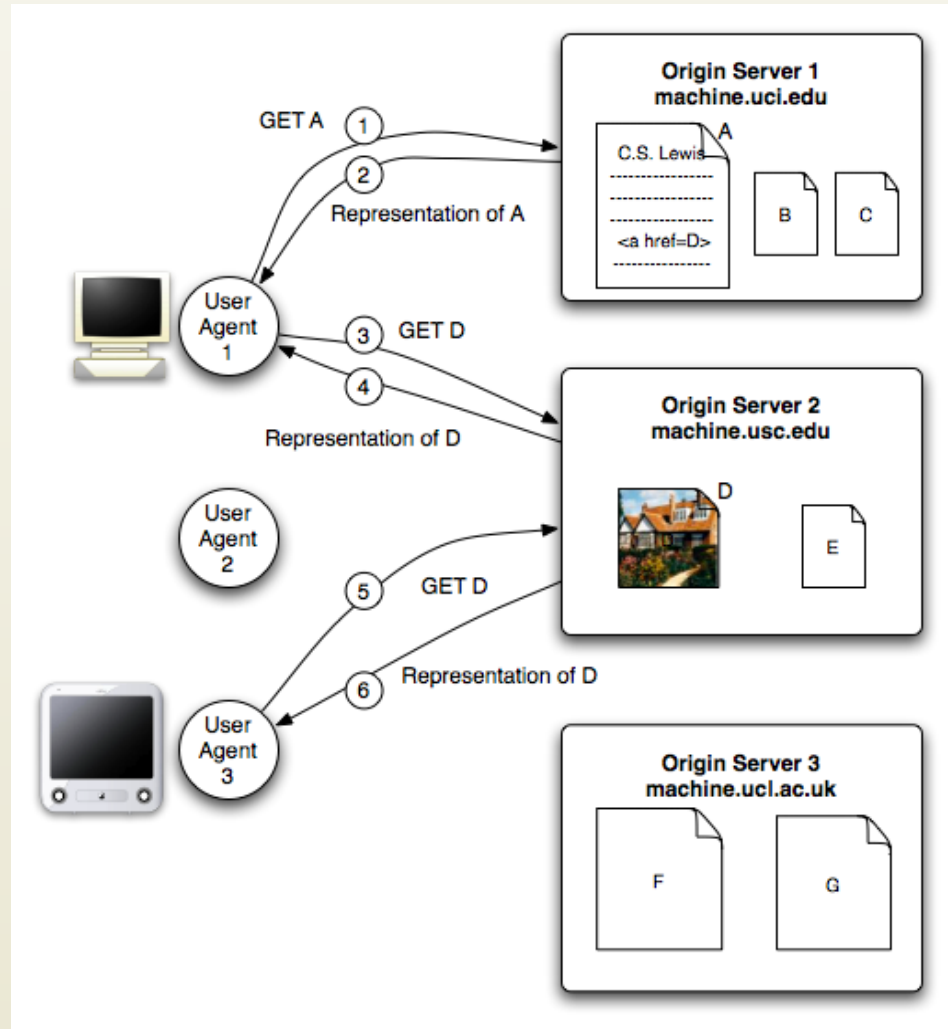 Origin Server 1
machine.uci.edu
GET A
1
A
C.S. Lewis
2
Representation of A
B
C
<a href=D>
User
Agent
1
3
GET D
4
Representation of D
Origin Server 2
machine.usc.edu
D
E
User
Agent
2
5
GET D
6
Representation of D
User
Agent
3
Origin Server 3
machine.ucl.ac.uk
F
G